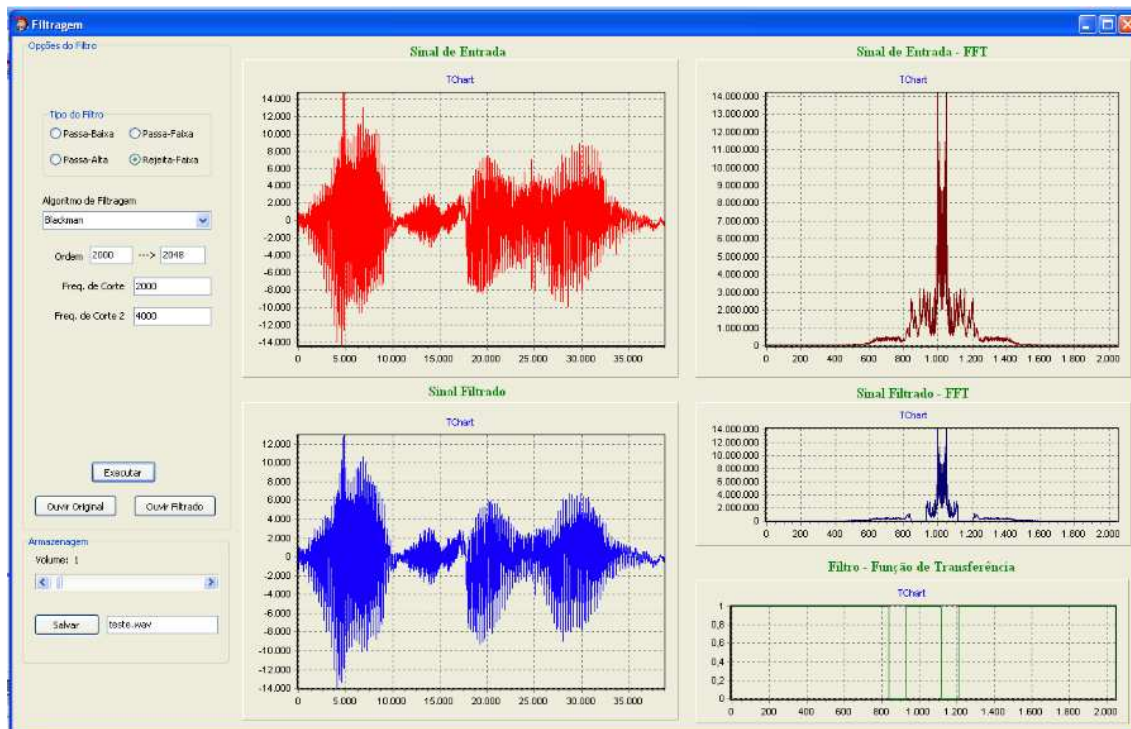 Filtragem
Opções do Filtro
Tipo do Filtro
Passa-Baixa Passa-Faixa
Passa-Alta Rejeita-Faixa
Algoritmo de Filtragem
Blackman
Ordem 2000 ---> 2048
Freq. de Corte 2000
Freq. de Corte 2 4000
Executar
Ouvir Original Ouvir Filtrado
Armazenagem
Volume: 1
Salvar teste.wav
Sinal de Entrada
TChart
14.000
12.000
10.000
8.000
6.000
4.000
2.000
0
-2.000
-4.000
-6.000
-8.000
-10.000
-12.000
-14.000
0 5.000 10.000 15.000 20.000 25.000 30.000 35.000
Sinal Filtrado
TChart
12.000
10.000
8.000
6.000
4.000
2.000
0
-2.000
-4.000
-6.000
-8.000
-10.000
-12.000
-14.000
0 5.000 10.000 15.000 20.000 25.000 30.000 35.000
Sinal de Entrada - FFT
TChart
14.000.000
13.000.000
12.000.000
11.000.000
10.000.000
9.000.000
8.000.000
7.000.000
6.000.000
5.000.000
4.000.000
3.000.000
2.000.000
1.000.000
0
0 200 400 600 800 1.000 1.200 1.400 1.600 1.800 2.000
Sinal Filtrado - FFT
TChart
14.000.000
12.000.000
10.000.000
8.000.000
6.000.000
4.000.000
2.000.000
0
0 200 400 600 800 1.000 1.200 1.400 1.600 1.800 2.000
Filtro - Função de Transferência
TChart
1
0,8
0,6
0,4
0,2
0
0 200 400 600 800 1.000 1.200 1.400 1.600 1.800 2.000